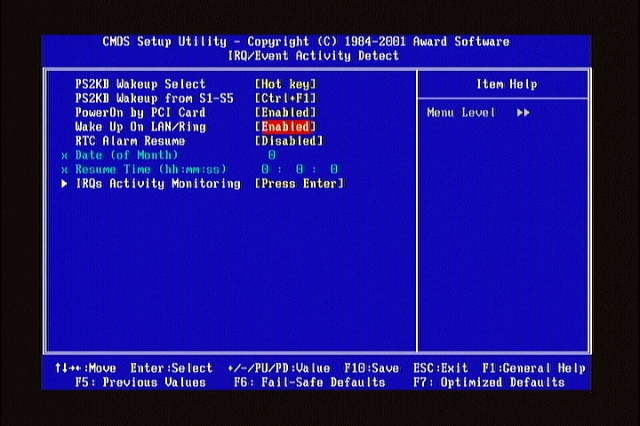 CMOS Setup Utility - Copyright (C) 1984-2001 Award Software
IRQ/Event Activity Detect
PS2KB Wakeup Select [Hot key]
PS2KB Wakeup from S1-S5 [Ctrl+F1]
PowerOn by PCI Card [Enabled]
Wake Up On LAN/Ring [Enabled]
RTC Alarm Resume [Disabled]
x Date (of Month) 0
x Resume Time (hh:mm:ss) 0 : 0 : 0
▶ IRQs Activity Monitoring [Press Enter]
Item Help
Menu Level ▶▶
↑↓→←:Move Enter:Select +/-/PU/PD:Value F10:Save ESC:Exit F1:General Help
F5: Previous Values F6: Fail-Safe Defaults F7: Optimized Defaults